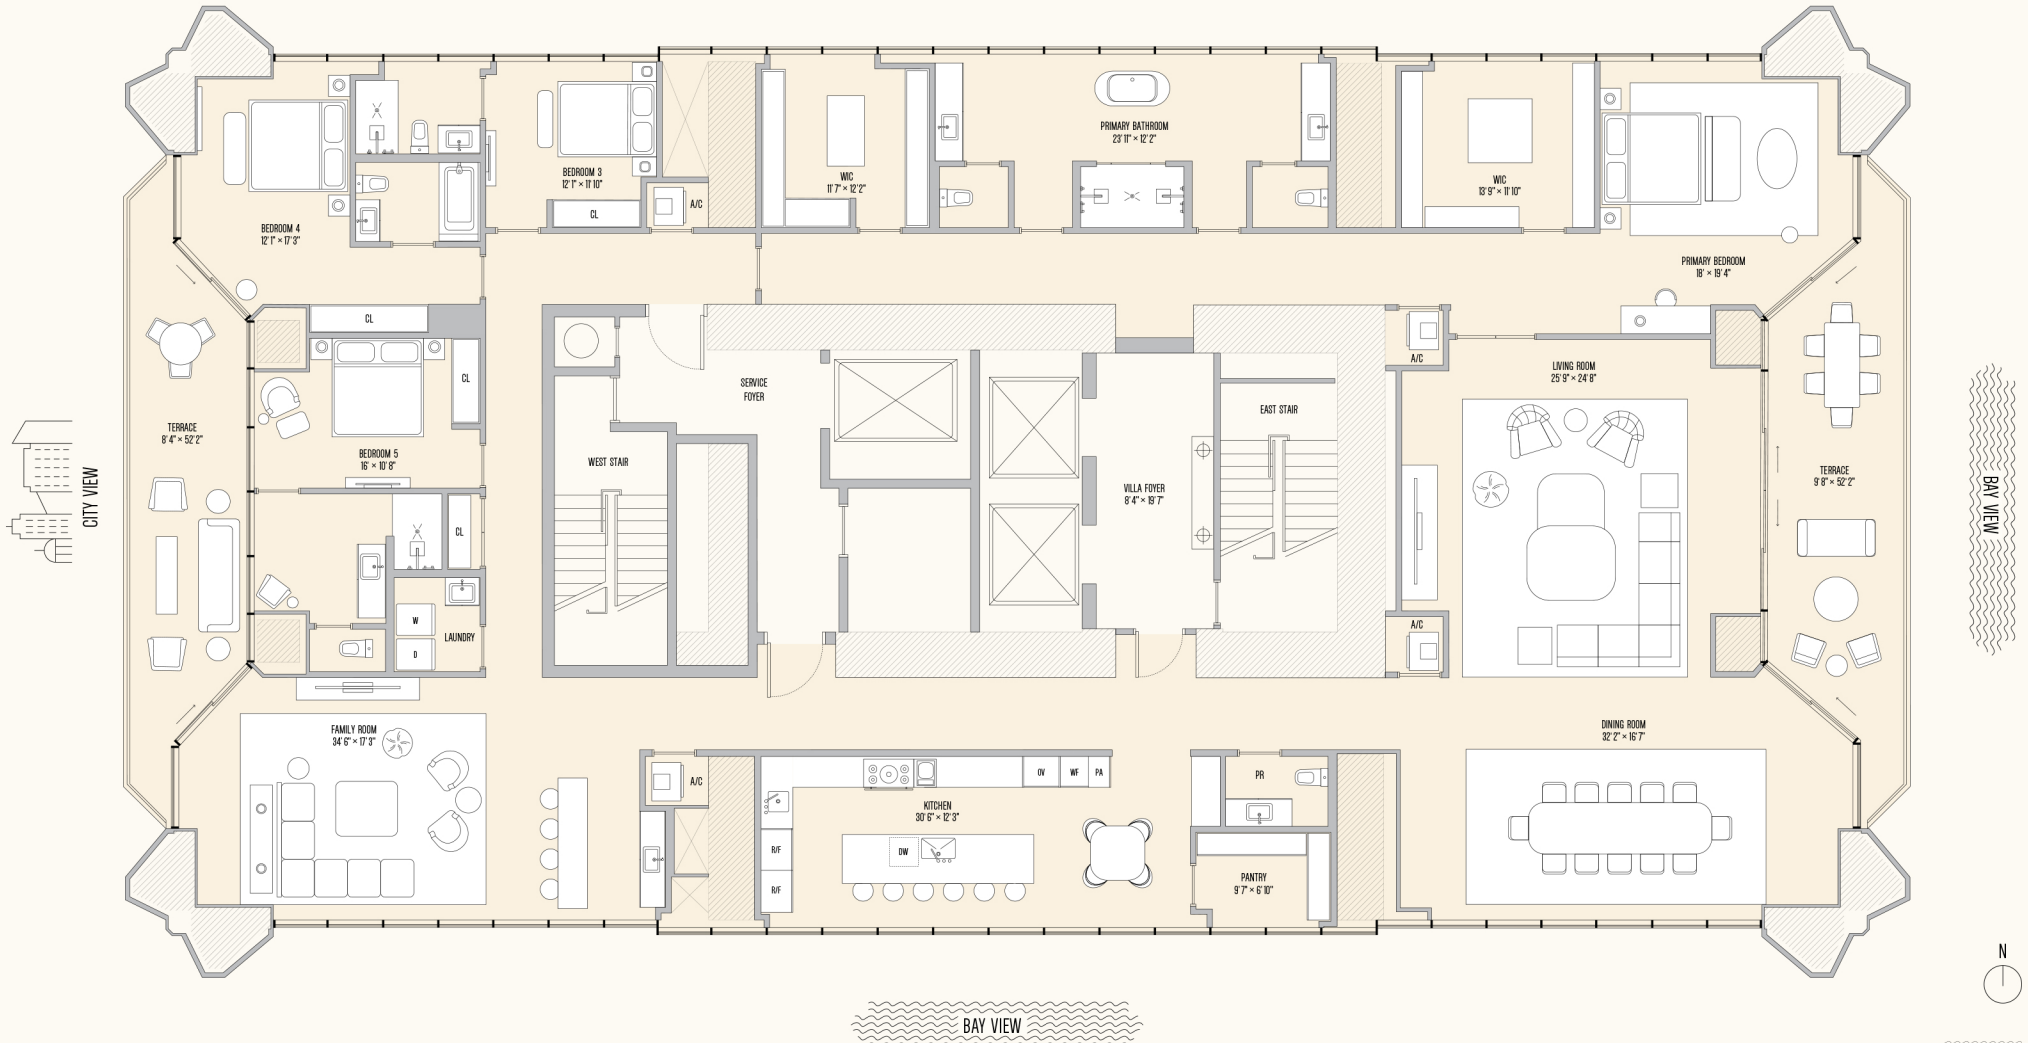 PRIMARY BATHROOM
23' 11" × 12' 2"
BEDROOM 3
12' 1" × 11' 10"
WIC
11' 7" × 12' 2"
WIC
13' 9" × 11' 10"
A/C
CL
BEDROOM 4
12' 1" × 17' 3"
PRIMARY BEDROOM
18' × 19' 4"
CL
A/C
SERVICE
FOYER
LIVING ROOM
25' 9" × 24' 8"
CL
EAST STAIR
TERRACE
8' 4" × 52' 2"
BEDROOM 5
16' × 10' 8"
WEST STAIR
TERRACE
9' 8" × 52' 2"
VILLA FOYER
8' 4" × 19' 7"
CITY VIEW
BAY VIEW
CL
W
D
LAUNDRY
A/C
FAMILY ROOM
34' 6" × 17' 3"
DINING ROOM
32' 2" × 16' 7"
A/C
OV
WF
PA
PR
KITCHEN
30' 6" × 12' 3"
R/F
DW
R/F
PANTRY
9' 7" × 6' 10"
N
BAY VIEW